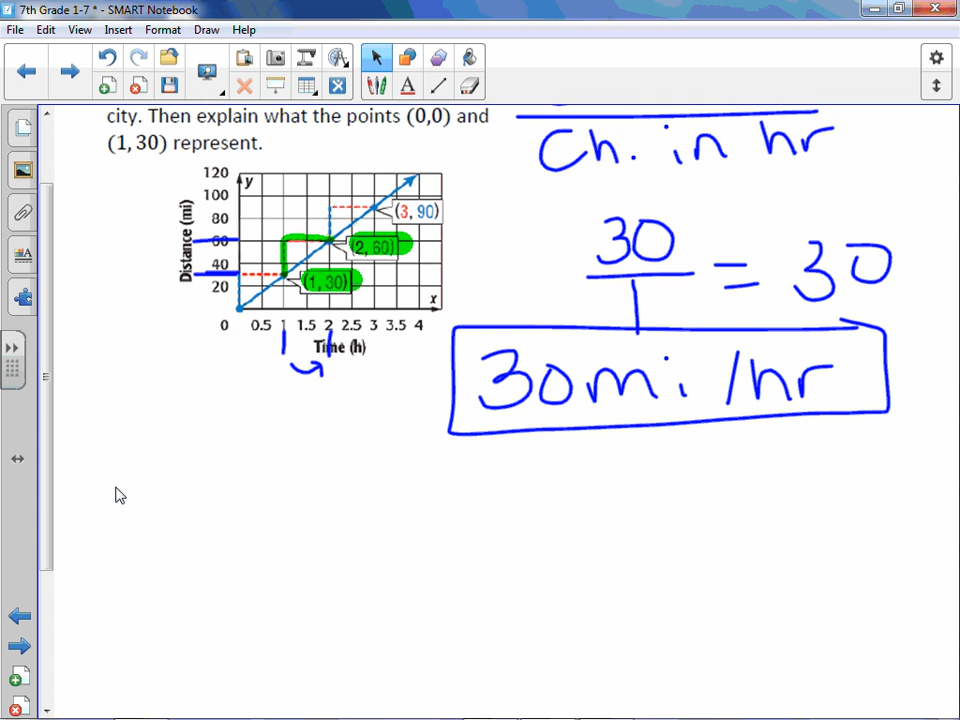 7th Grade 1-7 * - SMART Notebook
File Edit View Insert Format Draw Help
city. Then explain what the points (0,0) and
(1, 30) represent.
Ch. in hr
120 y
100
80
60
40
20
Distance (mi)
(3, 90)
(2, 60)
(1, 30)
x
0 0.5 1 1.5 2 2.5 3 3.5 4
Time (h)
30
1
= 30
30 mi/hr